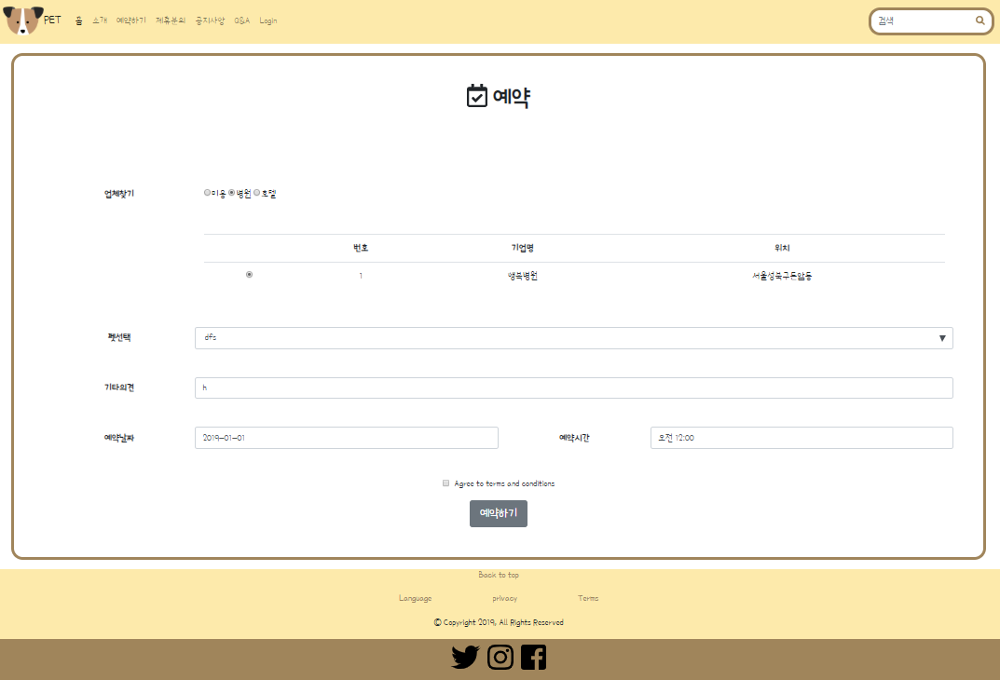 PET 홈 소개 예약하기 제휴문의 공지사항 Q&A Login 검색
예약
업체찾기 미용 병원 호텔
번호 기업명 위치
1 행복병원 서울성북구돈암동
펫선택 dfs
기타의견 h
예약날짜 2019-01-01 예약시간 오전 12:00
Agree to terms and conditions
예약하기
Back to top
Language privacy Terms
© Copyright 2019, All Rights Reserved